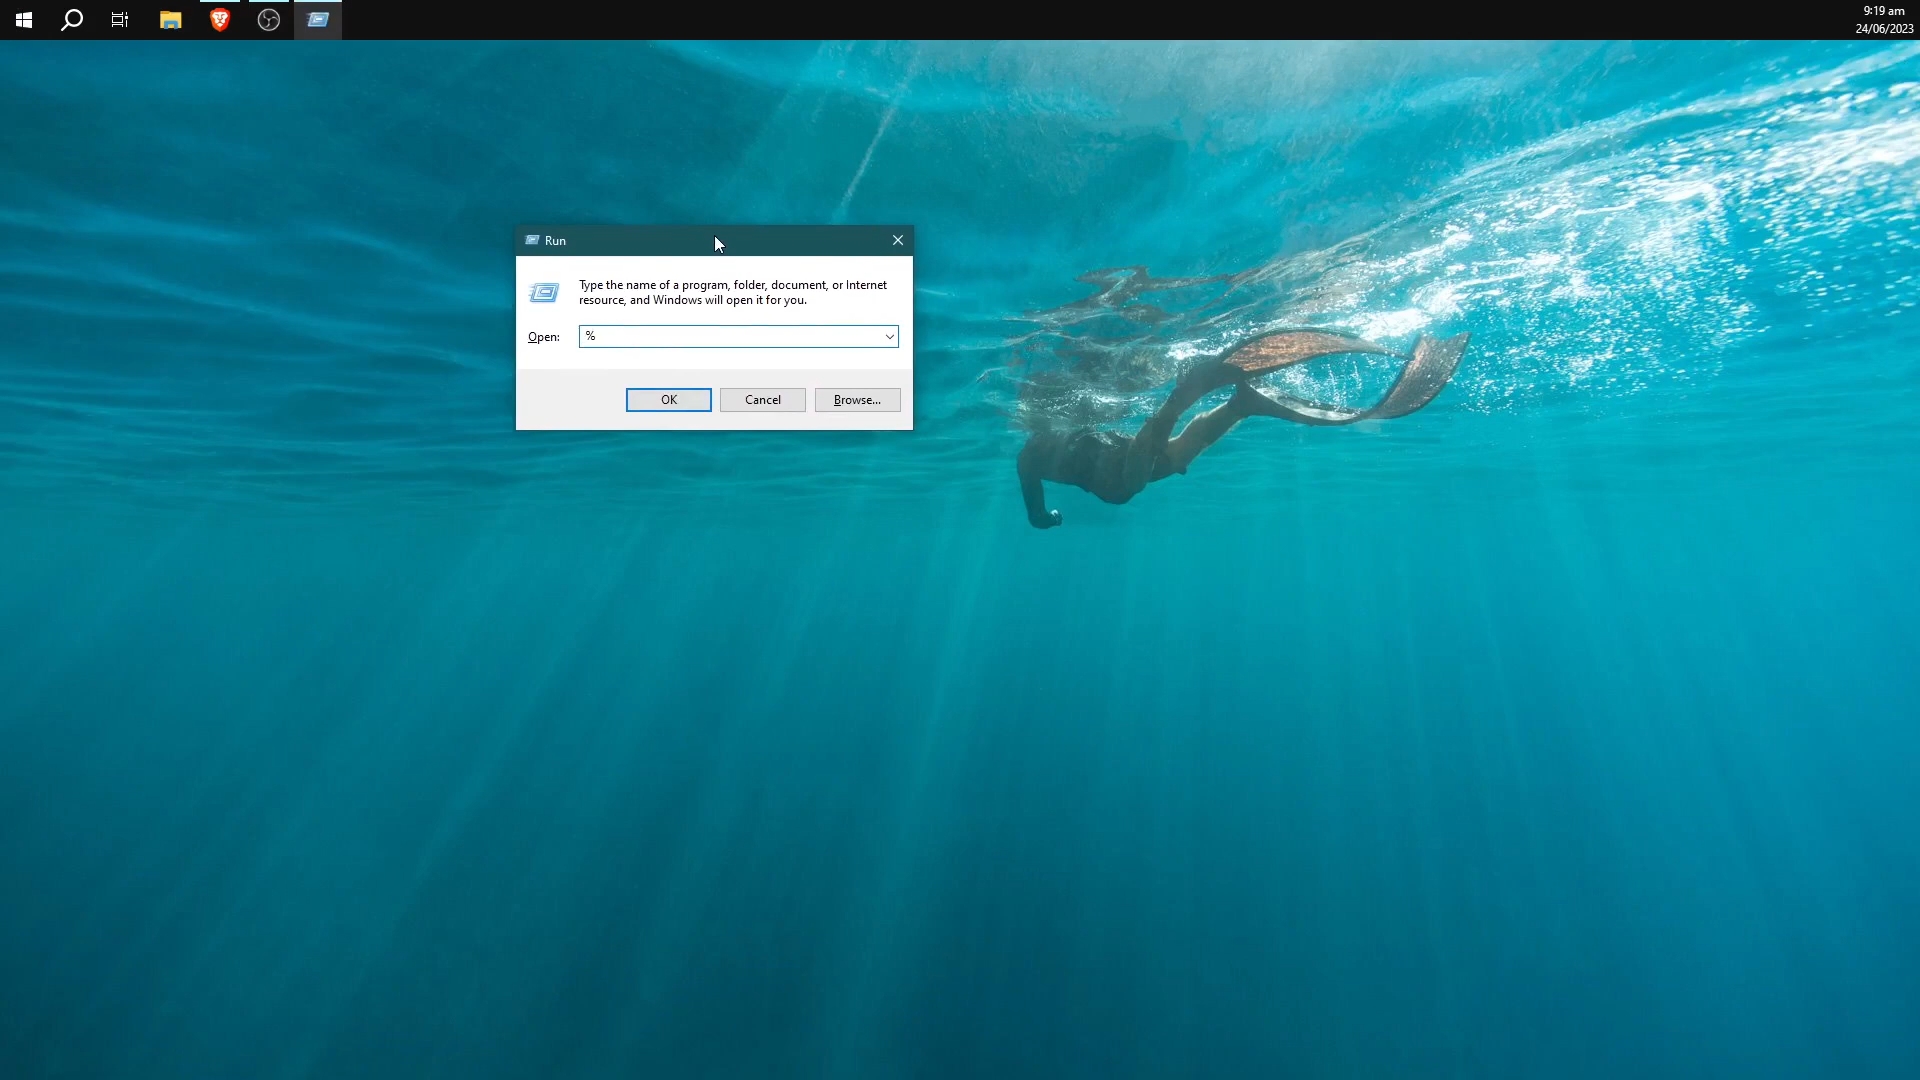 9:19 am
24/06/2023
Run
Type the name of a program, folder, document, or Internet
resource, and Windows will open it for you.
Open:
%
OK
Cancel
Browse...